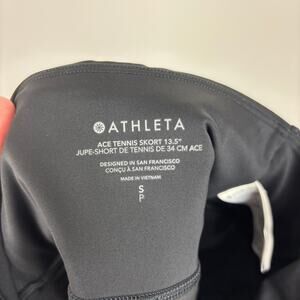 ATHLETA
ACE TENNIS SKORT 13.5"
JUPE-SHORT DE TENNIS DE 34 CM ACE
DESIGNED IN SAN FRANCISCO
CONÇU À SAN FRANCISCO
MADE IN VIETNAM
S
P